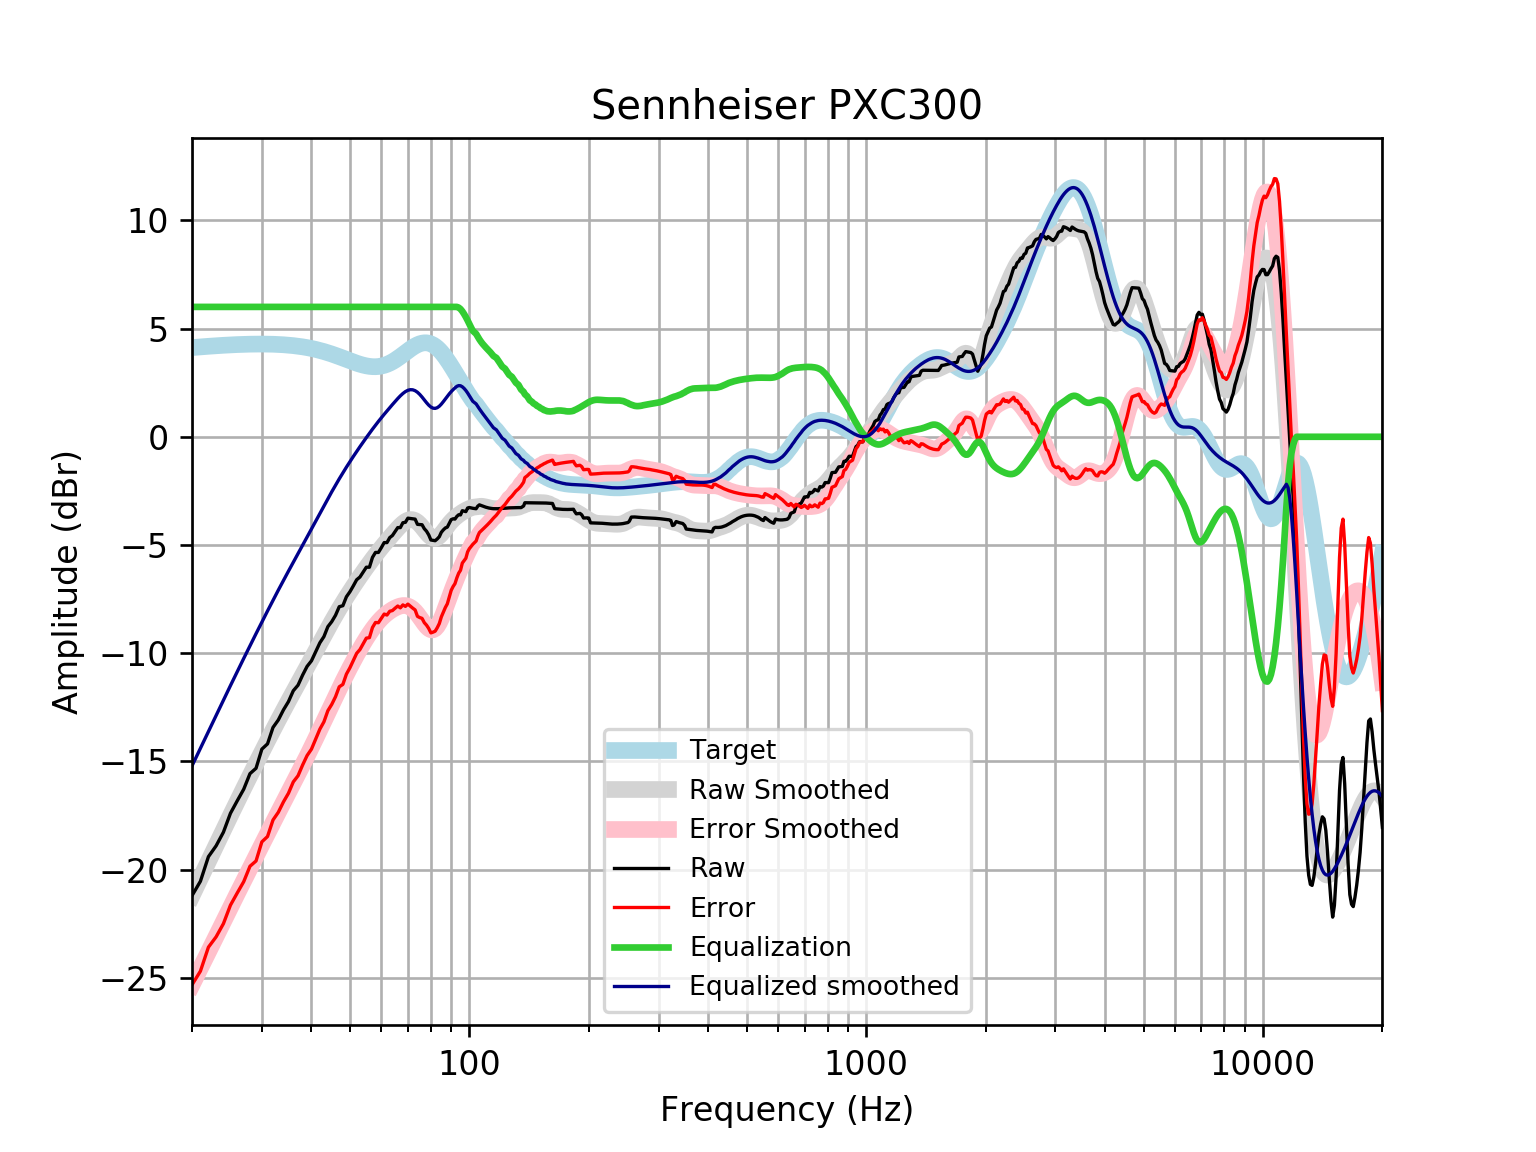 Sennheiser PXC300
10
5
0
−5
−10
−15
−20
−25
Amplitude (dBr)
Target
Raw Smoothed
Error Smoothed
Raw
Error
Equalization
Equalized smoothed
100
1000
10000
Frequency (Hz)